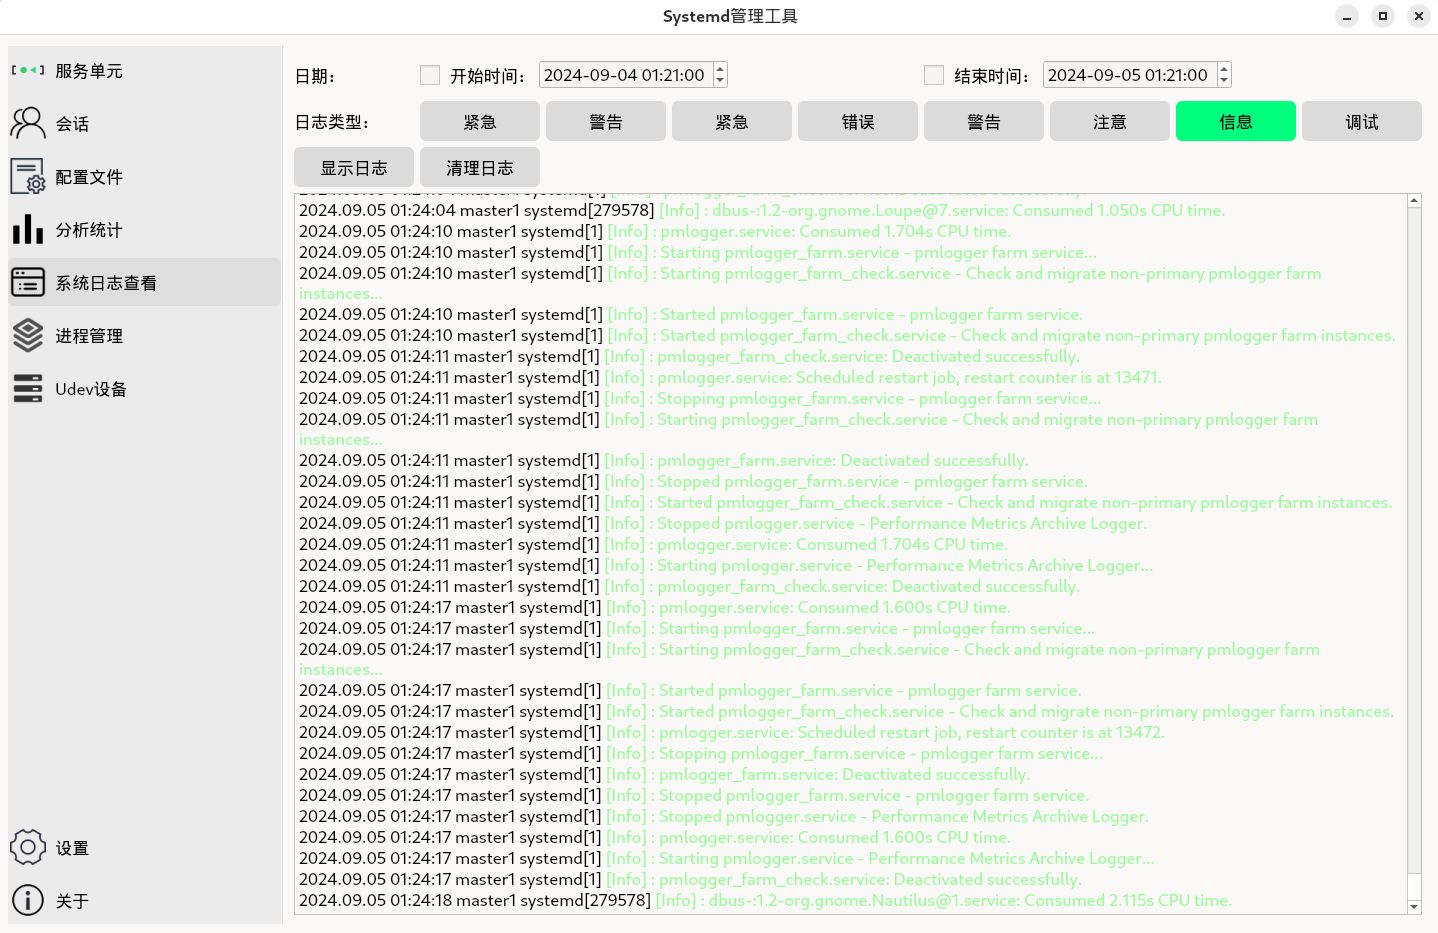 Systemd管理工具
服务单元
会话
配置文件
分析统计
系统日志查看
进程管理
Udev设备
设置
关于
日期: 开始时间: 2024-09-04 01:21:00 结束时间: 2024-09-05 01:21:00
日志类型: 紧急 警告 紧急 错误 警告 注意 信息 调试
显示日志 清理日志
2024.09.05 01:24:04 master1 systemd[279578] [Info] : dbus-:1.2-org.gnome.Loupe@7.service: Consumed 1.050s CPU time.
2024.09.05 01:24:10 master1 systemd[1] [Info] : pmlogger.service: Consumed 1.704s CPU time.
2024.09.05 01:24:10 master1 systemd[1] [Info] : Starting pmlogger_farm.service - pmlogger farm service...
2024.09.05 01:24:10 master1 systemd[1] [Info] : Starting pmlogger_farm_check.service - Check and migrate non-primary pmlogger farm
instances...
2024.09.05 01:24:10 master1 systemd[1] [Info] : Started pmlogger_farm.service - pmlogger farm service.
2024.09.05 01:24:10 master1 systemd[1] [Info] : Started pmlogger_farm_check.service - Check and migrate non-primary pmlogger farm instances.
2024.09.05 01:24:11 master1 systemd[1] [Info] : pmlogger_farm_check.service: Deactivated successfully.
2024.09.05 01:24:11 master1 systemd[1] [Info] : pmlogger.service: Scheduled restart job, restart counter is at 13471.
2024.09.05 01:24:11 master1 systemd[1] [Info] : Stopping pmlogger_farm.service - pmlogger farm service...
2024.09.05 01:24:11 master1 systemd[1] [Info] : Starting pmlogger_farm_check.service - Check and migrate non-primary pmlogger farm
instances...
2024.09.05 01:24:11 master1 systemd[1] [Info] : pmlogger_farm.service: Deactivated successfully.
2024.09.05 01:24:11 master1 systemd[1] [Info] : Stopped pmlogger_farm.service - pmlogger farm service.
2024.09.05 01:24:11 master1 systemd[1] [Info] : Started pmlogger_farm_check.service - Check and migrate non-primary pmlogger farm instances.
2024.09.05 01:24:11 master1 systemd[1] [Info] : Stopped pmlogger.service - Performance Metrics Archive Logger.
2024.09.05 01:24:11 master1 systemd[1] [Info] : pmlogger.service: Consumed 1.704s CPU time.
2024.09.05 01:24:11 master1 systemd[1] [Info] : Starting pmlogger.service - Performance Metrics Archive Logger...
2024.09.05 01:24:11 master1 systemd[1] [Info] : pmlogger_farm_check.service: Deactivated successfully.
2024.09.05 01:24:17 master1 systemd[1] [Info] : pmlogger.service: Consumed 1.600s CPU time.
2024.09.05 01:24:17 master1 systemd[1] [Info] : Starting pmlogger_farm.service - pmlogger farm service...
2024.09.05 01:24:17 master1 systemd[1] [Info] : Starting pmlogger_farm_check.service - Check and migrate non-primary pmlogger farm
instances...
2024.09.05 01:24:17 master1 systemd[1] [Info] : Started pmlogger_farm.service - pmlogger farm service.
2024.09.05 01:24:17 master1 systemd[1] [Info] : Started pmlogger_farm_check.service - Check and migrate non-primary pmlogger farm instances.
2024.09.05 01:24:17 master1 systemd[1] [Info] : pmlogger.service: Scheduled restart job, restart counter is at 13472.
2024.09.05 01:24:17 master1 systemd[1] [Info] : Stopping pmlogger_farm.service - pmlogger farm service...
2024.09.05 01:24:17 master1 systemd[1] [Info] : pmlogger_farm.service: Deactivated successfully.
2024.09.05 01:24:17 master1 systemd[1] [Info] : Stopped pmlogger_farm.service - pmlogger farm service.
2024.09.05 01:24:17 master1 systemd[1] [Info] : Stopped pmlogger.service - Performance Metrics Archive Logger.
2024.09.05 01:24:17 master1 systemd[1] [Info] : pmlogger.service: Consumed 1.600s CPU time.
2024.09.05 01:24:17 master1 systemd[1] [Info] : Starting pmlogger.service - Performance Metrics Archive Logger...
2024.09.05 01:24:17 master1 systemd[1] [Info] : pmlogger_farm_check.service: Deactivated successfully.
2024.09.05 01:24:18 master1 systemd[279578] [Info] : dbus-:1.2-org.gnome.Nautilus@1.service: Consumed 2.115s CPU time.